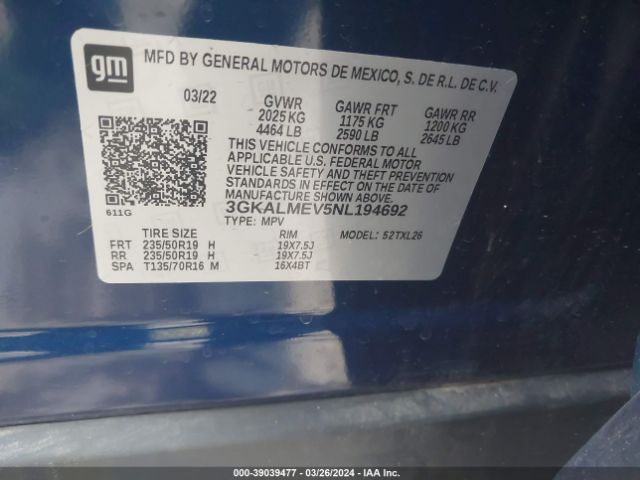 gm
MFD BY GENERAL MOTORS DE MEXICO, S. DE R.L. DE C.V.
03/22 GVWR GAWR FRT GAWR RR
2025 KG 1175 KG 1200 KG
4464 LB 2590 LB 2645 LB
THIS VEHICLE CONFORMS TO ALL
APPLICABLE U.S. FEDERAL MOTOR
VEHICLE SAFETY AND THEFT
PREVENTION STANDARDS IN EFFECT ON
THE DATE OF MANUFACTURE SHOWN ABOVE.
611G 3GKALMEV5NL194692
TYPE: MPV MODEL: 52TXL26
TIRE SIZE RIM
FRT 235/50R19 H 19X7.5J
RR 235/50R19 H 19X7.5J
SPA T135/70R16 M 16X4BT
000-39039477 — 03/26/2024 — IAA Inc.